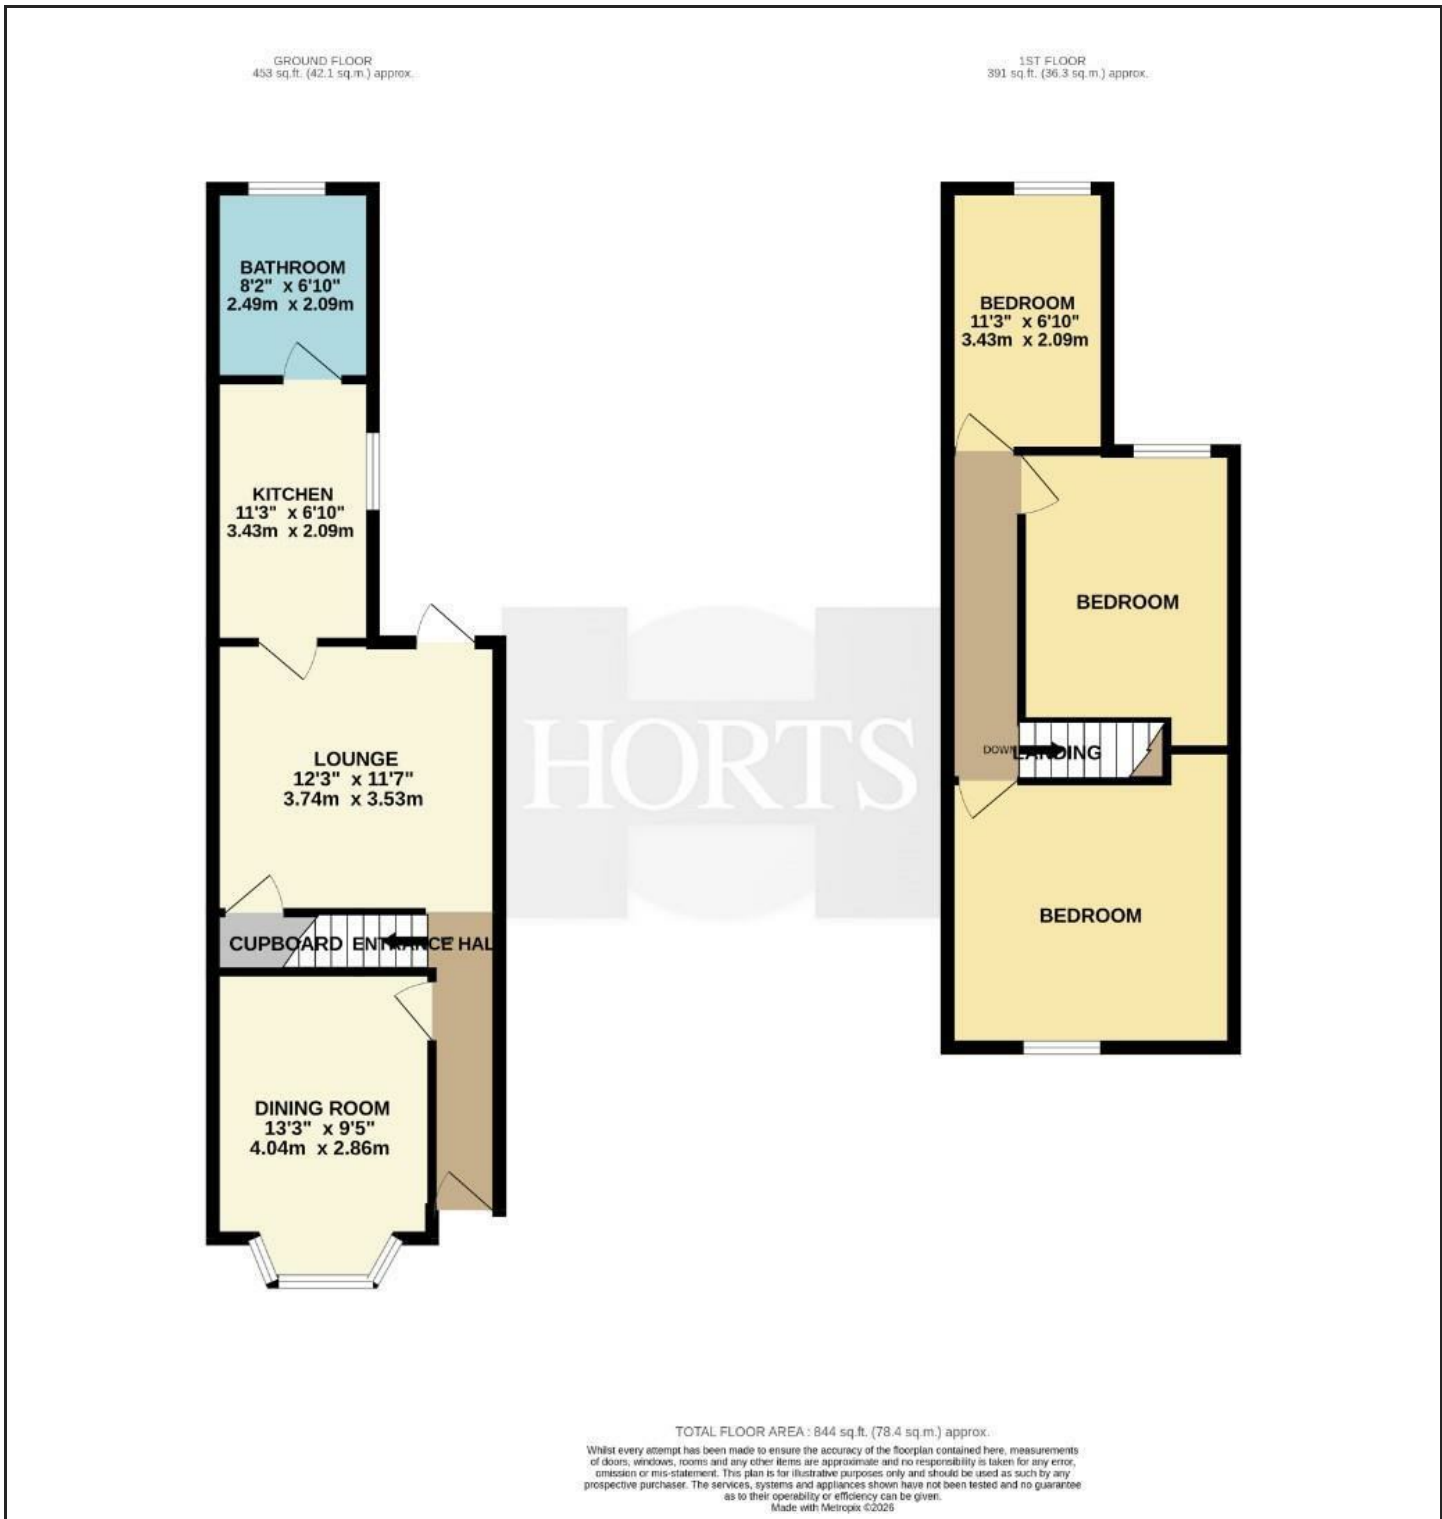 GROUND FLOOR
453 sq.ft. (42.1 sq.m.) approx.
1ST FLOOR
391 sq.ft. (36.3 sq.m.) approx.
BATHROOM
8'2" x 6'10"
2.49m x 2.09m
KITCHEN
11'3" x 6'10"
3.43m x 2.09m
LOUNGE
12'3" x 11'7"
3.74m x 3.53m
CUPBOARD
ENTRANCE HAL
DINING ROOM
13'3" x 9'5"
4.04m x 2.86m
HORTS
BEDROOM
11'3" x 6'10"
3.43m x 2.09m
BEDROOM
DOWN
LANDING
BEDROOM
TOTAL FLOOR AREA : 844 sq.ft. (78.4 sq.m.) approx.
Whilst every attempt has been made to ensure the accuracy of the floorplan contained here, measurements
of doors, windows, rooms and any other items are approximate and no responsibility is taken for any error,
omission or mis-statement. This plan is for illustrative purposes only and should be used as such by any
prospective purchaser. The services, systems and appliances shown have not been tested and no guarantee
as to their operability or efficiency can be given.
Made with Metropix ©2026